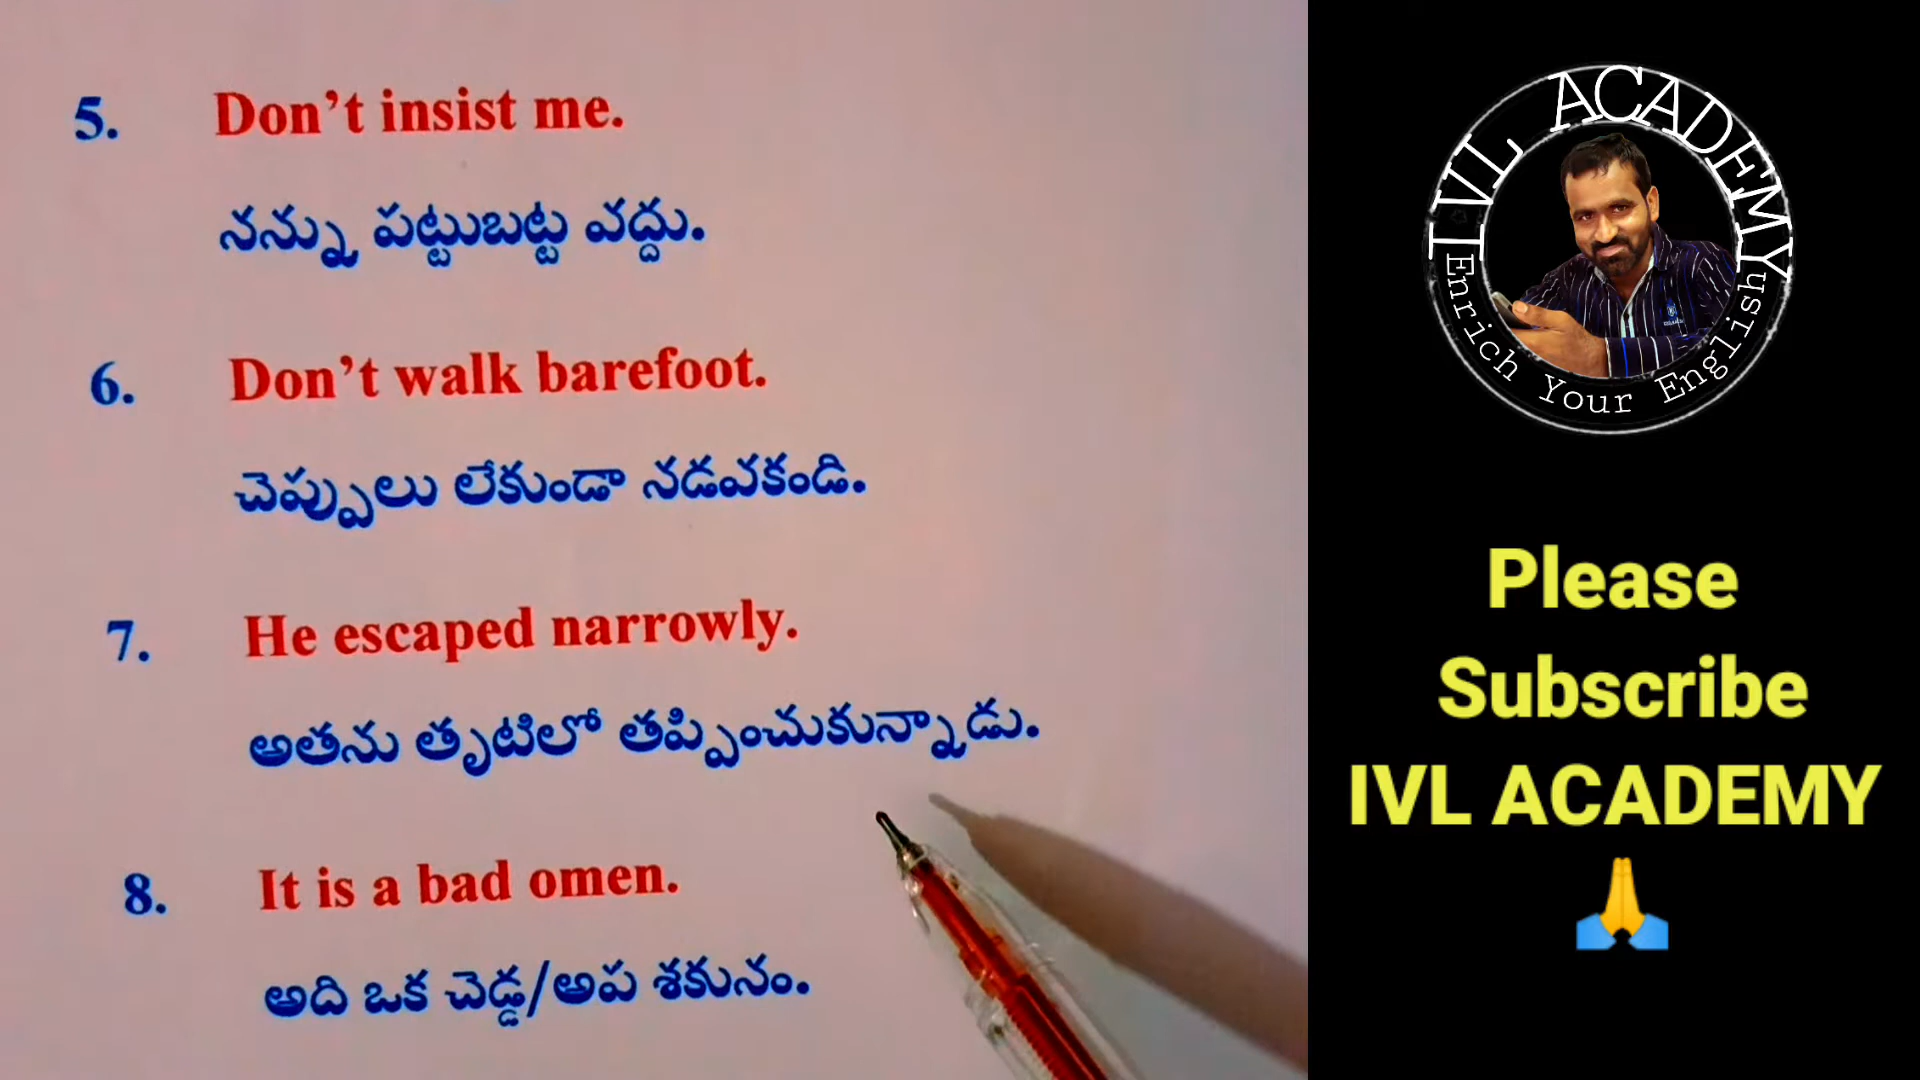 5. Don't insist me.
నన్ను పట్టుబట్ట వద్దు.
6. Don't walk barefoot.
చెప్పులు లేకుండా నడవకండి.
7. He escaped narrowly.
అతను తృటిలో తప్పించుకున్నాడు.
8. It is a bad omen.
అది ఒక చెడ్డ/అప శకునం.
IVL ACADEMY
Enrich Your English
Please
Subscribe
IVL ACADEMY
🙏